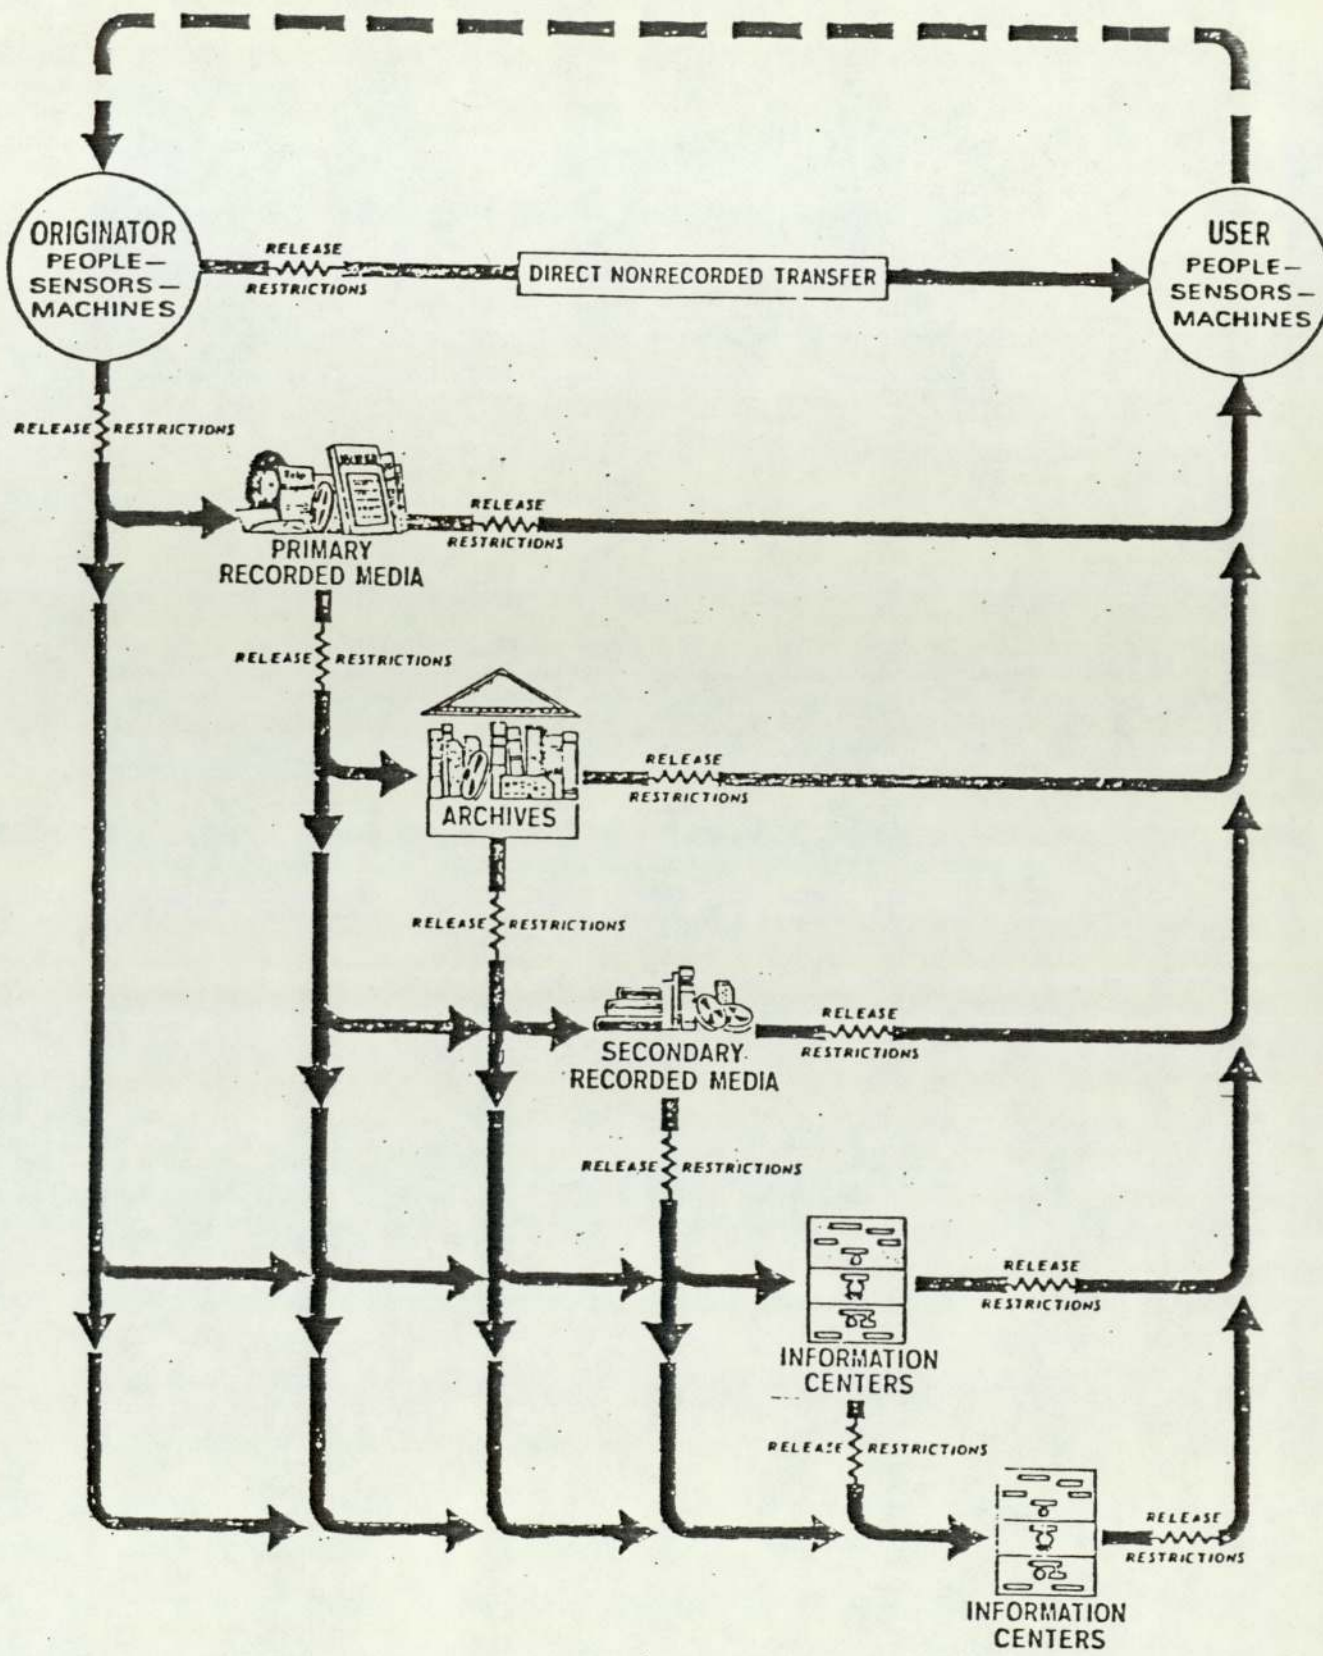 ORIGINATOR
PEOPLE—
SENSORS—
MACHINES
RELEASE
RESTRICTIONS
DIRECT NONRECORDED TRANSFER
USER
PEOPLE—
SENSORS—
MACHINES
RELEASE RESTRICTIONS
RELEASE
RESTRICTIONS
PRIMARY
RECORDED MEDIA
RELEASE RESTRICTIONS
RELEASE
RESTRICTIONS
ARCHIVES
RELEASE RESTRICTIONS
RELEASE
RESTRICTIONS
SECONDARY
RECORDED MEDIA
RELEASE RESTRICTIONS
RELEASE
RESTRICTIONS
INFORMATION
CENTERS
RELEASE RESTRICTIONS
RELEASE
RESTRICTIONS
INFORMATION
CENTERS